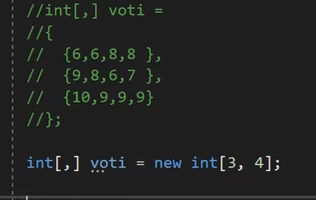 //int[,] voti =
//{
//  {6,6,8,8 },
//  {9,8,6,7 },
//  {10,9,9,9}
//};
int[,] voti = new int[3, 4];